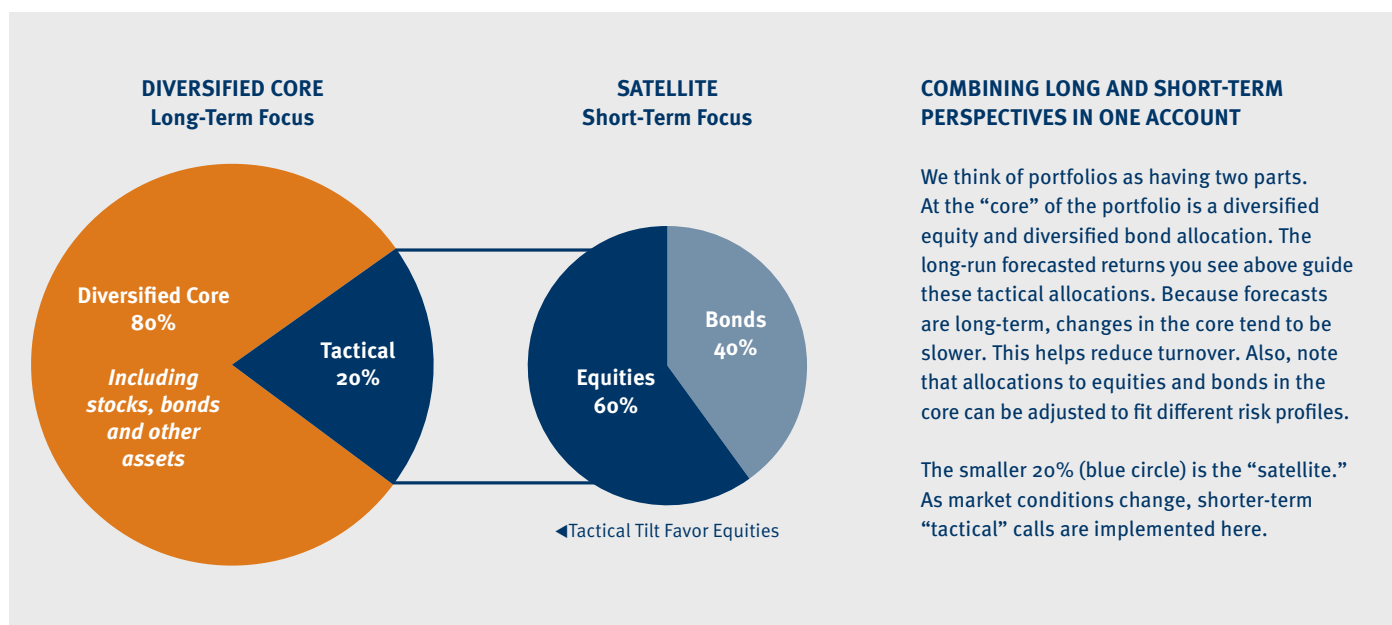 DIVERSIFIED CORE
Long-Term Focus
Diversified Core
80%
Including
stocks, bonds
and other
assets
Tactical
20%
SATELLITE
Short-Term Focus
Equities
60%
Bonds
40%
◀Tactical Tilt Favor Equities
COMBINING LONG AND SHORT-TERM
PERSPECTIVES IN ONE ACCOUNT
We think of portfolios as having two parts.
At the “core” of the portfolio is a diversified
equity and diversified bond allocation. The
long-run forecasted returns you see above guide
these tactical allocations. Because forecasts
are long-term, changes in the core tend to be
slower. This helps reduce turnover. Also, note
that allocations to equities and bonds in the
core can be adjusted to fit different risk profiles.
The smaller 20% (blue circle) is the “satellite.”
As market conditions change, shorter-term
“tactical” calls are implemented here.